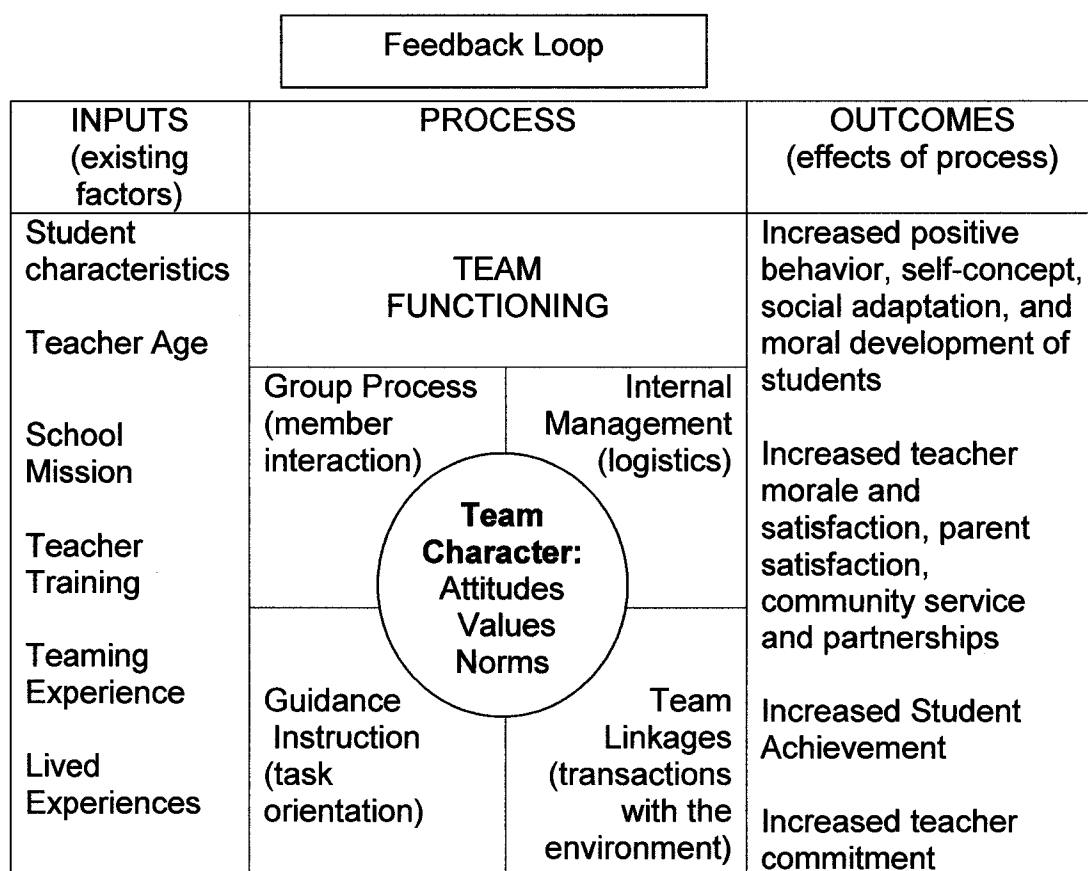 Feedback Loop
INPUTS
(existing
factors)
PROCESS
OUTCOMES
(effects of process)
Student
characteristics
Teacher Age
School
Mission
Teacher
Training
Teaming
Experience
Lived
Experiences
TEAM
FUNCTIONING
Group Process
(member
interaction)
Internal
Management
(logistics)
Team
Character:
Attitudes
Values
Norms
Guidance
Instruction
(task
orientation)
Team
Linkages
(transactions
with the
environment)
Increased positive
behavior, self-concept,
social adaptation, and
moral development of
students
Increased teacher
morale and
satisfaction, parent
satisfaction,
community service
and partnerships
Increased Student
Achievement
Increased teacher
commitment